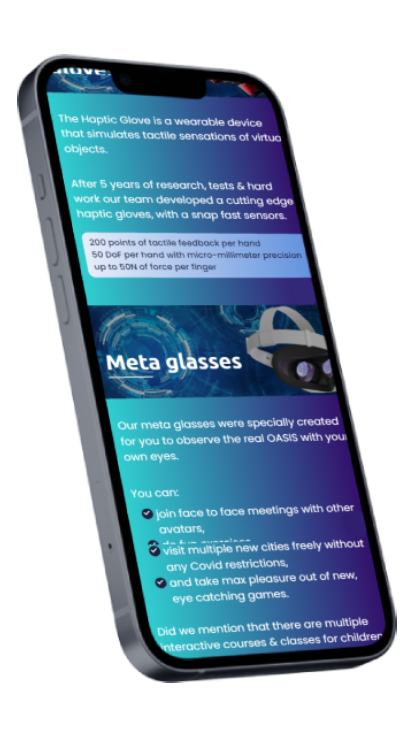 The Haptic Glove is a wearable device
that simulates tactile sensations of
objects.
After 5 years of research, tests & hard
work our team developed a cutting edge
haptic gloves, with a snap fast sensors.
200 points of tactile feedback per hand
50 DoF per hand with micro-millimeter precision
up to 50N of force per finger
Meta glasses
Our meta glasses were specially created
for you to observe the real OASIS with your
own eyes.
You can:
join face to face meetings with other
avatars,
visit multiple new cities freely without
any Covid restrictions,
and take max pleasure out of new,
eye catching games.
Did we mention that there are multiple
interactive courses & classes for children